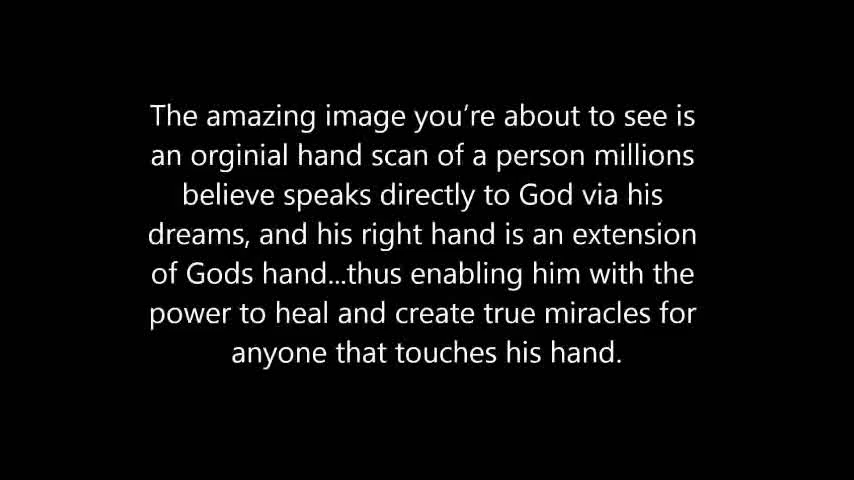 The amazing image you’re about to see is
an orginial hand scan of a person millions
believe speaks directly to God via his
dreams, and his right hand is an extension
of Gods hand...thus enabling him with the
power to heal and create true miracles for
anyone that touches his hand.